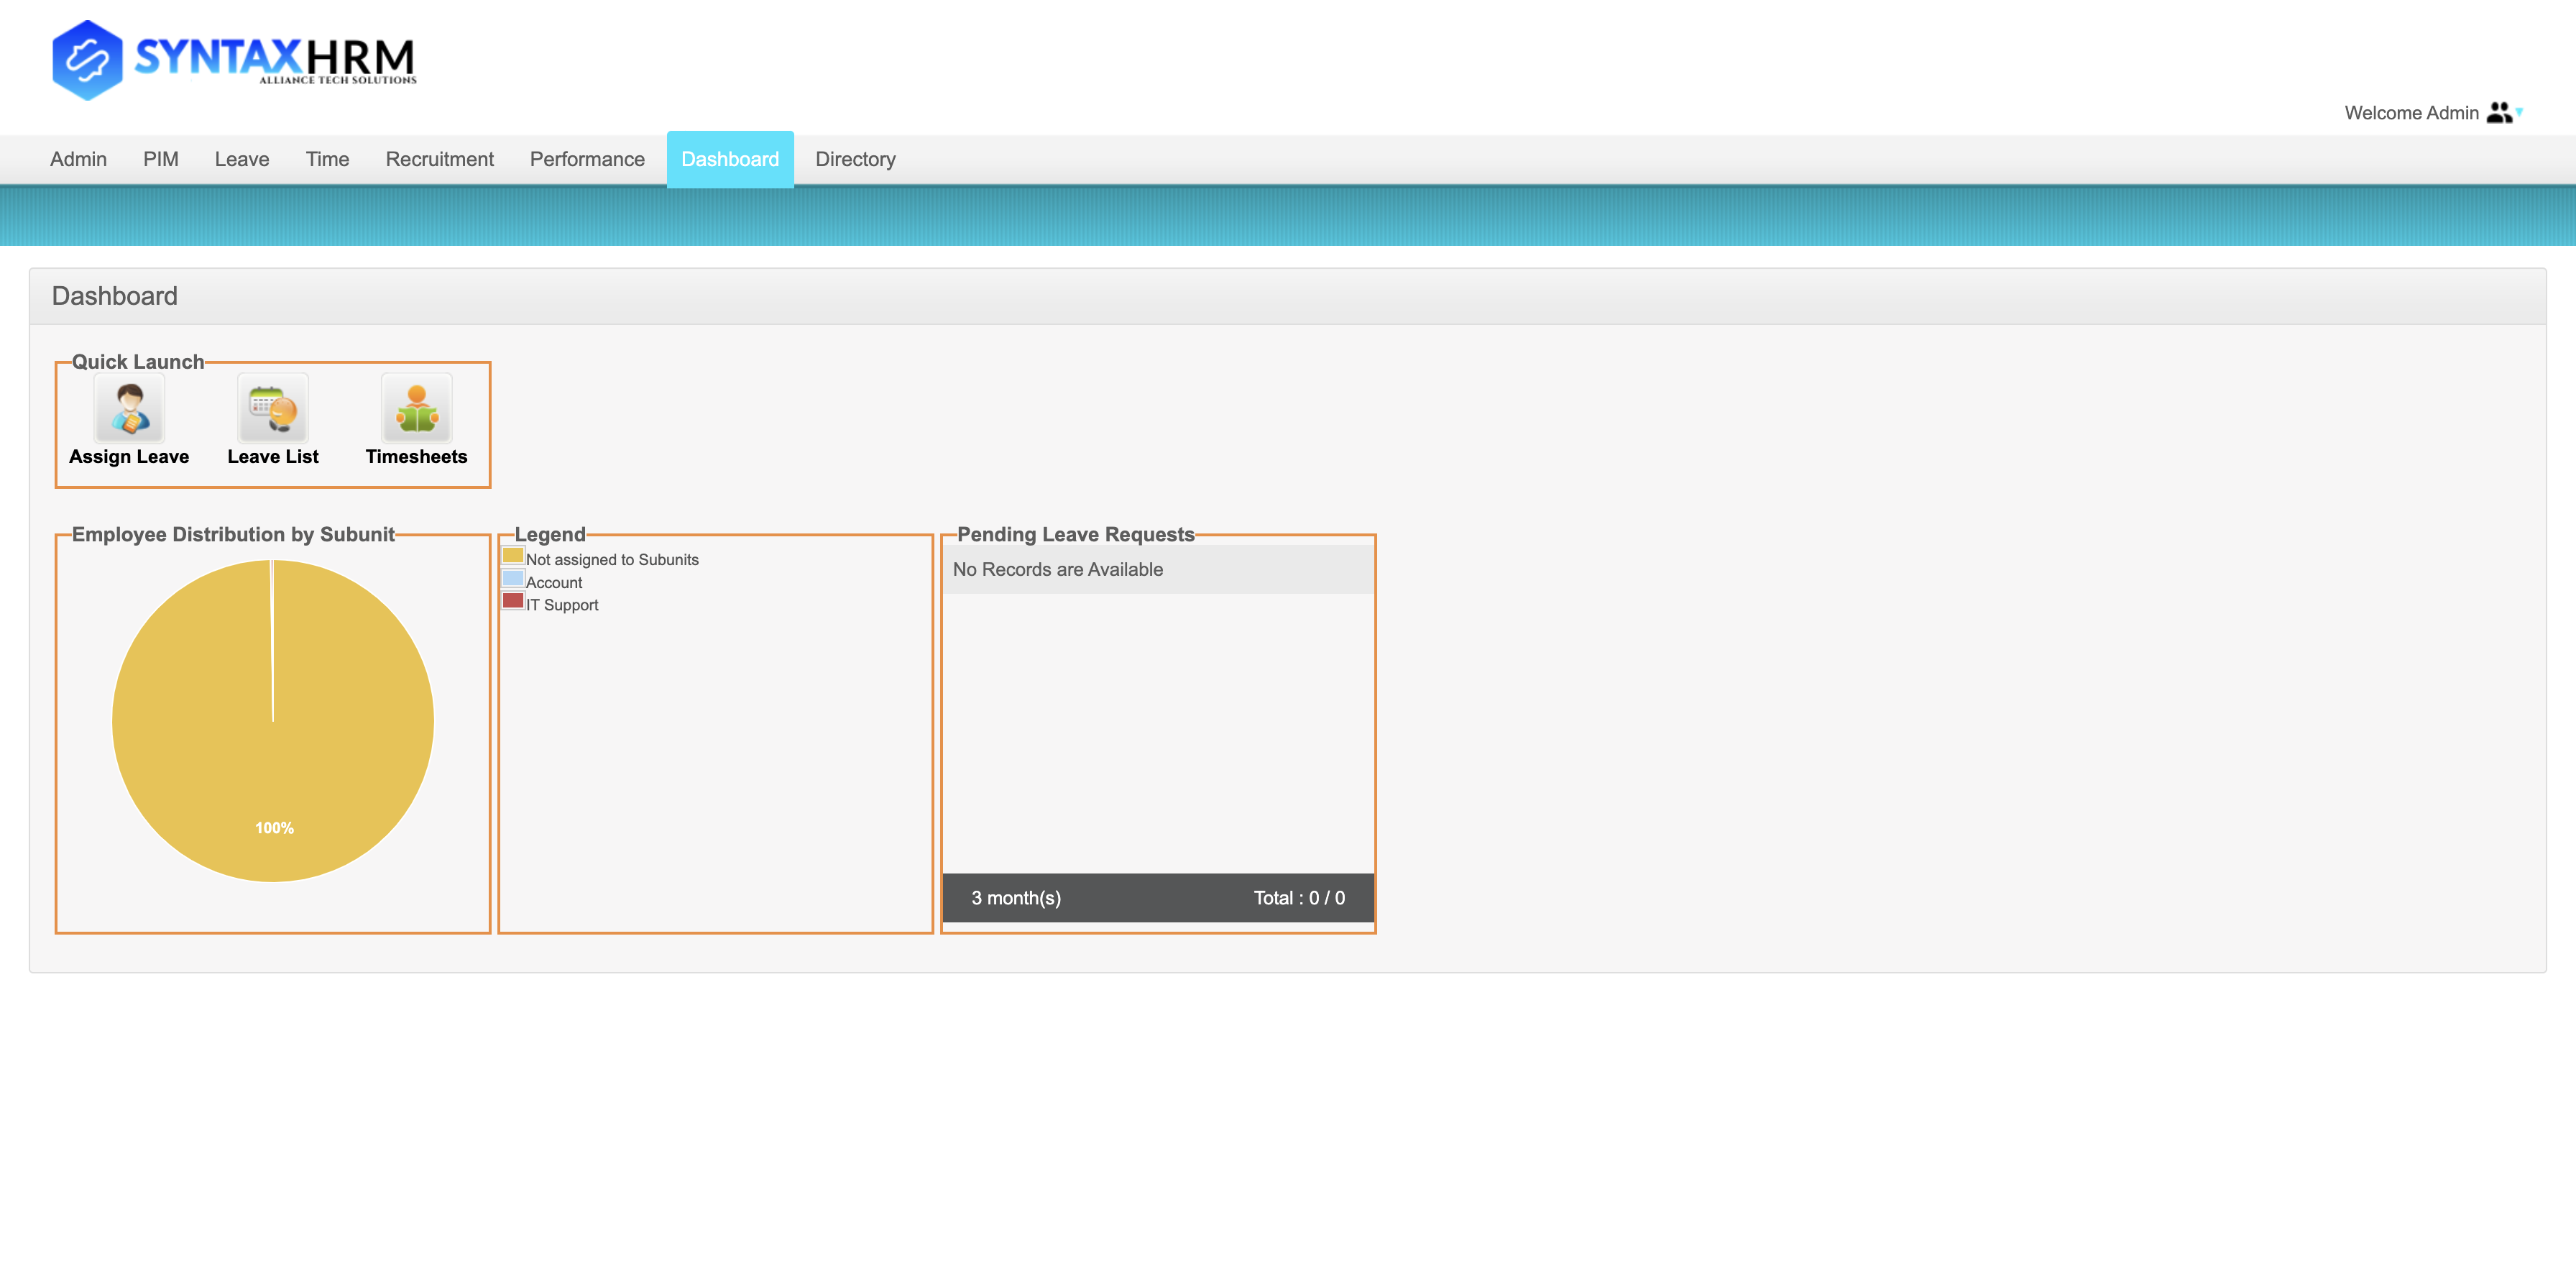 SYNTAXHRM
ALLIANCE TECH SOLUTIONS
Welcome Admin
Admin PIM Leave Time Recruitment Performance Dashboard Directory
Dashboard
Quick Launch
Assign Leave Leave List Timesheets
Employee Distribution by Subunit
100%
Legend
Not assigned to Subunits
Account
IT Support
Pending Leave Requests
No Records are Available
3 month(s) Total : 0 / 0